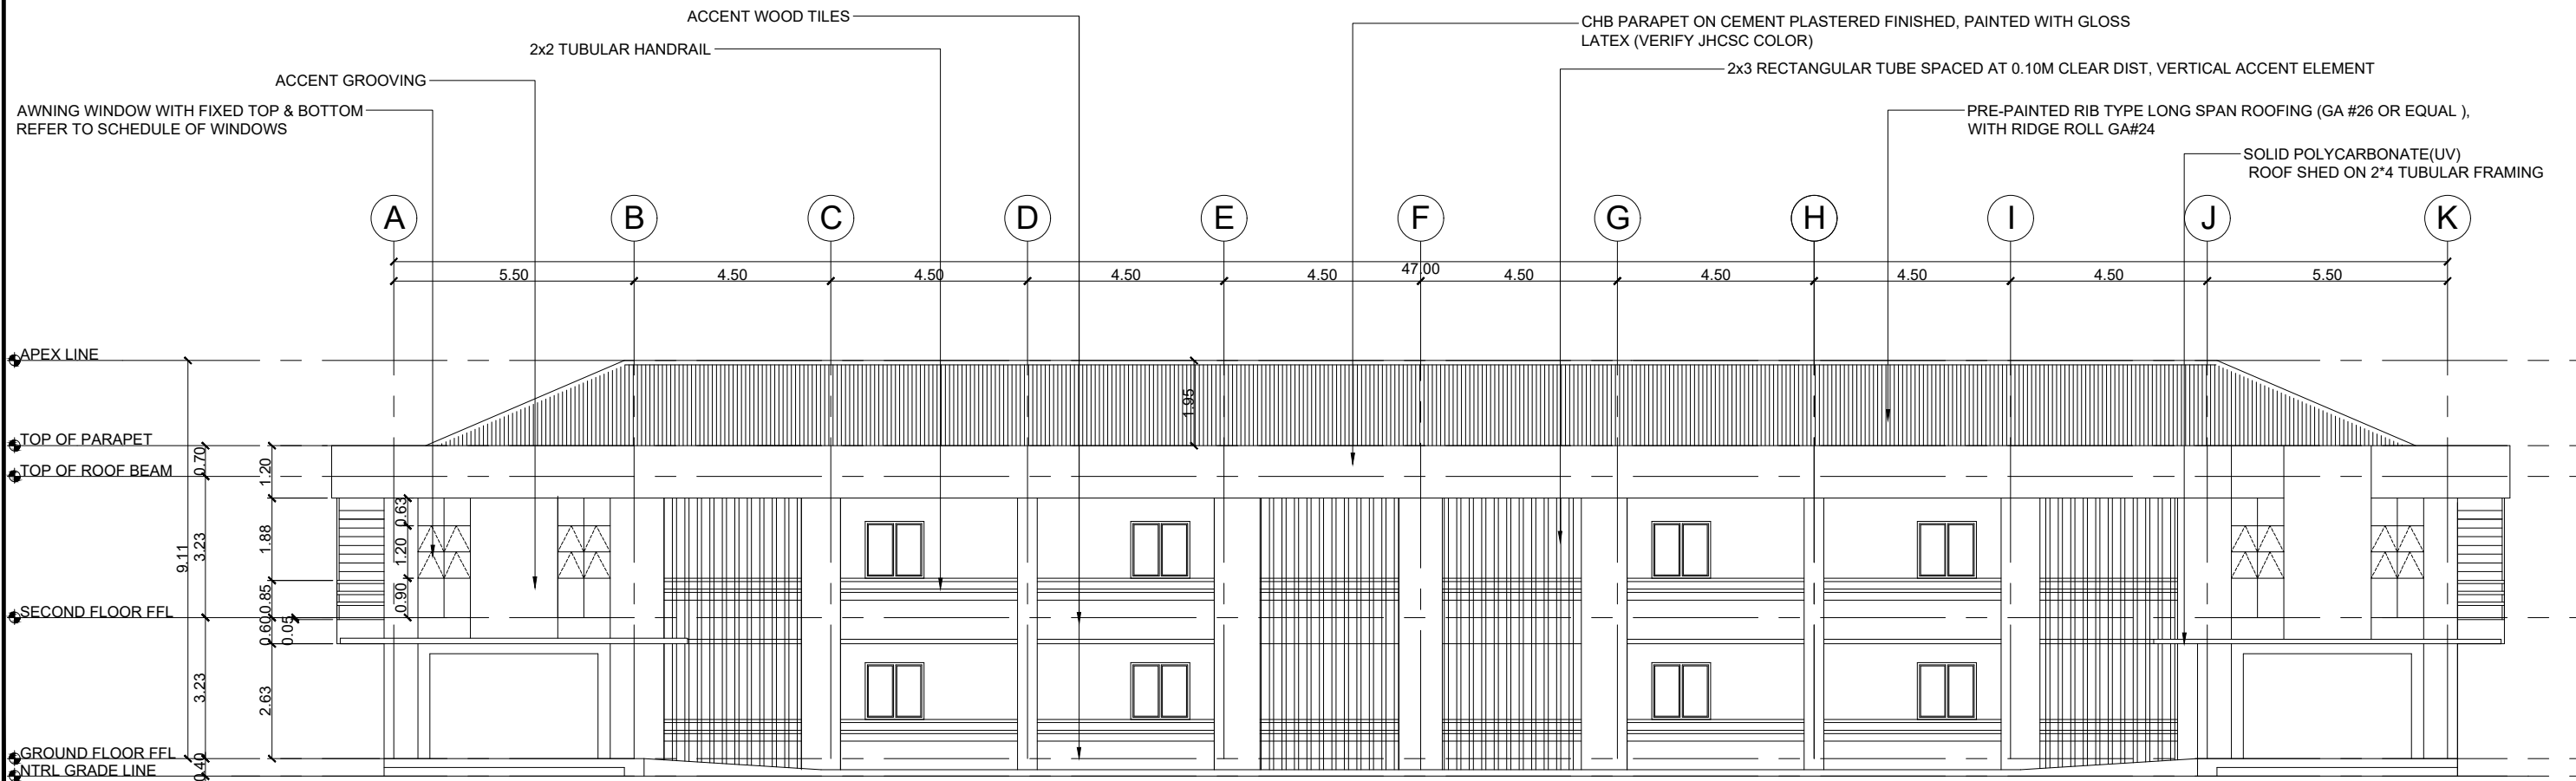 ACCENT WOOD TILES
CHB PARAPET ON CEMENT PLASTERED FINISHED, PAINTED WITH GLOSS
LATEX (VERIFY JHCSC COLOR)
2x2 TUBULAR HANDRAIL
2x3 RECTANGULAR TUBE SPACED AT 0.10M CLEAR DIST, VERTICAL ACCENT ELEMENT
ACCENT GROOVING
AWNING WINDOW WITH FIXED TOP & BOTTOM
REFER TO SCHEDULE OF WINDOWS
PRE-PAINTED RIB TYPE LONG SPAN ROOFING (GA #26 OR EQUAL ),
WITH RIDGE ROLL GA#24
SOLID POLYCARBONATE(UV)
ROOF SHED ON 2*4 TUBULAR FRAMING
A B C D E F G H I J K
47.00
5.50 4.50 4.50 4.50 4.50 4.50 4.50 4.50 4.50 5.50
APEX LINE
1.95
TOP OF PARAPET
0.70
1.20
TOP OF ROOF BEAM
0.63
9.11
3.23
1.88
1.20
0.90
0.85
SECOND FLOOR FFL
0.60
0.05
3.23
2.63
GROUND FLOOR FFL
0.40
NTRL GRADE LINE